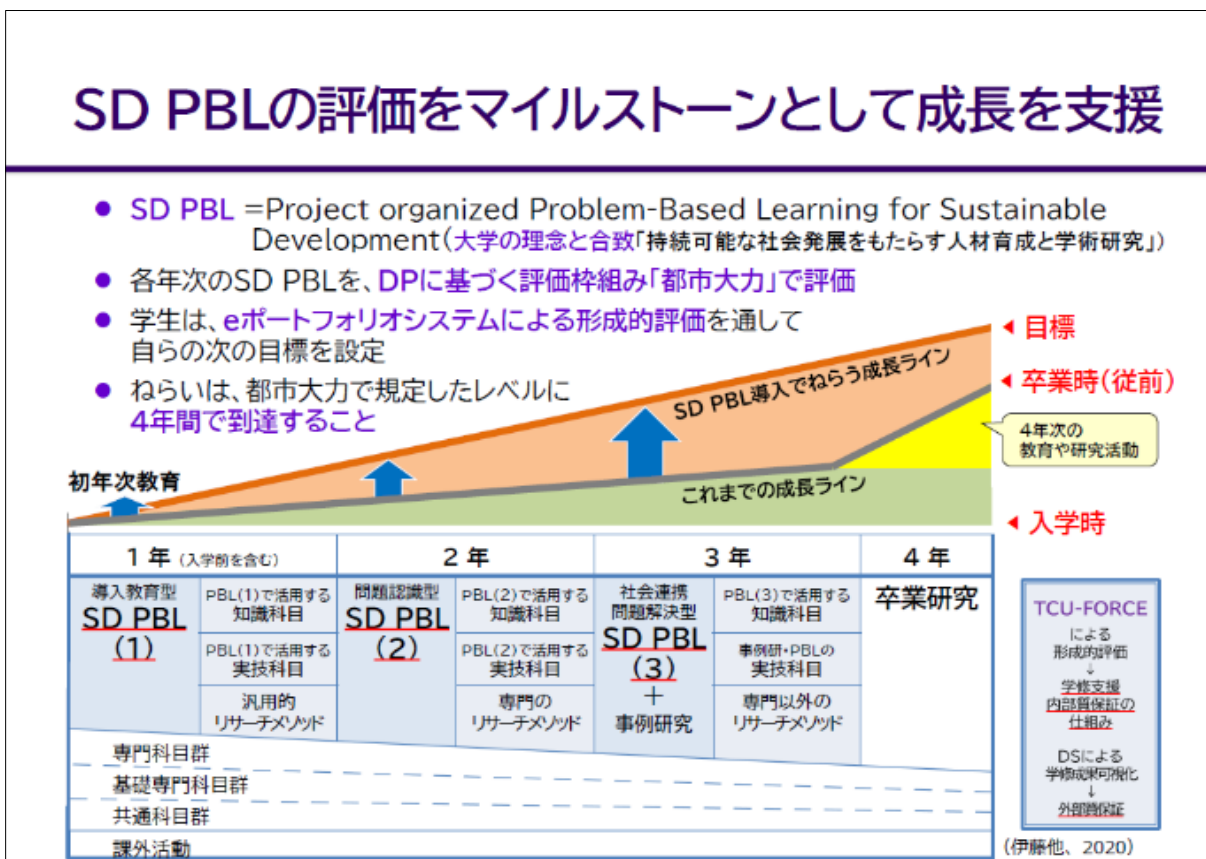 SD PBLの評価をマイルストーンとして成長を支援
● SD PBL =Project organized Problem-Based Learning for Sustainable
Development(大学の理念と合致「持続可能な社会発展をもたらす人材育成と学術研究」)
● 各年次のSD PBLを、DPに基づく評価枠組み「都市大力」で評価
● 学生は、eポートフォリオシステムによる形成的評価を通して
自らの次の目標を設定
● ねらいは、都市大力で規定したレベルに
4年間で到達すること
目標
卒業時(従前)
入学時
SD PBL導入でねらう成長ライン
これまでの成長ライン
4年次の
教育や研究活動
初年次教育
1 年 (入学前を含む)
2 年
3 年
4 年
導入教育型
SD PBL
(1)
PBL(1)で活用する
知識科目
PBL(1)で活用する
実技科目
汎用的
リサーチメソッド
問題認識型
SD PBL
(2)
PBL(2)で活用する
知識科目
PBL(2)で活用する
実技科目
専門の
リサーチメソッド
社会連携
問題解決型
SD PBL
(3)
+
事例研究
PBL(3)で活用する
知識科目
事例研・PBLの
実技科目
専門以外の
リサーチメソッド
卒業研究
専門科目群
基礎専門科目群
共通科目群
課外活動
TCU-FORCE
による
形成的評価
↓
学修支援
内部質保証の
仕組み
DSによる
学修成果可視化
↓
外部質保証
(伊藤他、2020)